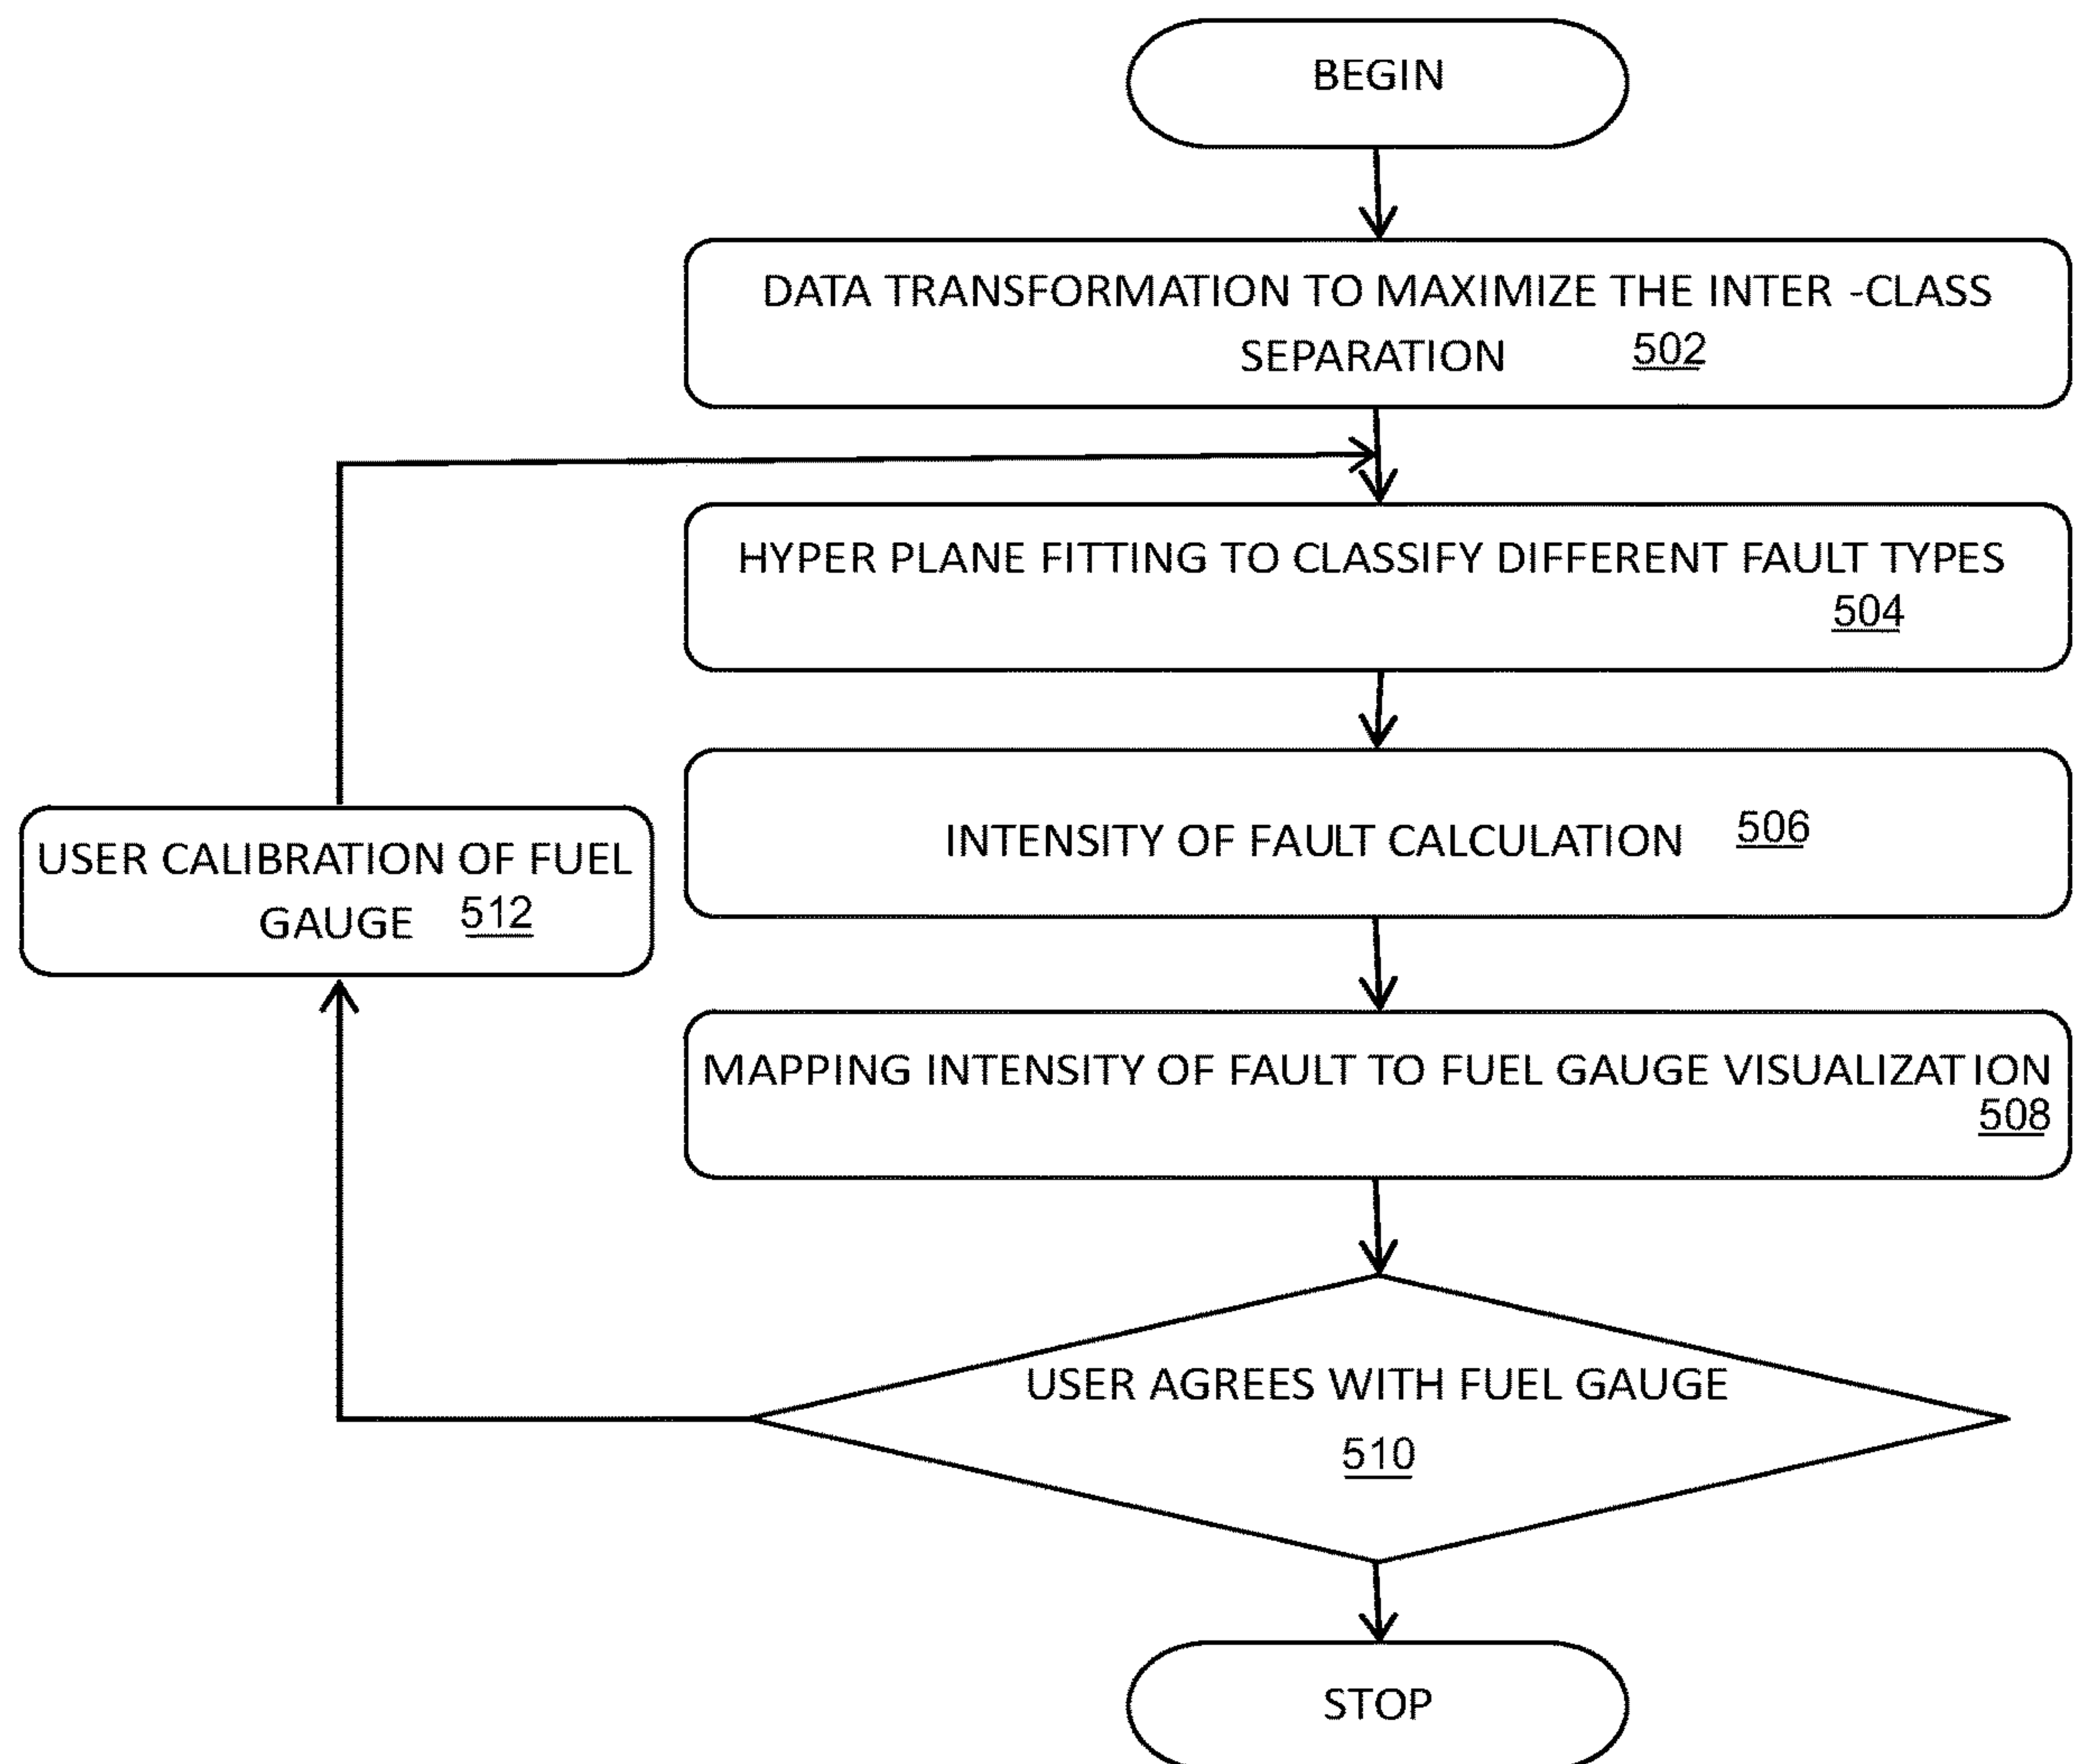 BEGIN
DATA TRANSFORMATION TO MAXIMIZE THE INTER -CLASS
SEPARATION 502
HYPER PLANE FITTING TO CLASSIFY DIFFERENT FAULT TYPES
504
INTENSITY OF FAULT CALCULATION 506
USER CALIBRATION OF FUEL
GAUGE 512
MAPPING INTENSITY OF FAULT TO FUEL GAUGE VISUALIZATION
508
USER AGREES WITH FUEL GAUGE
510
STOP